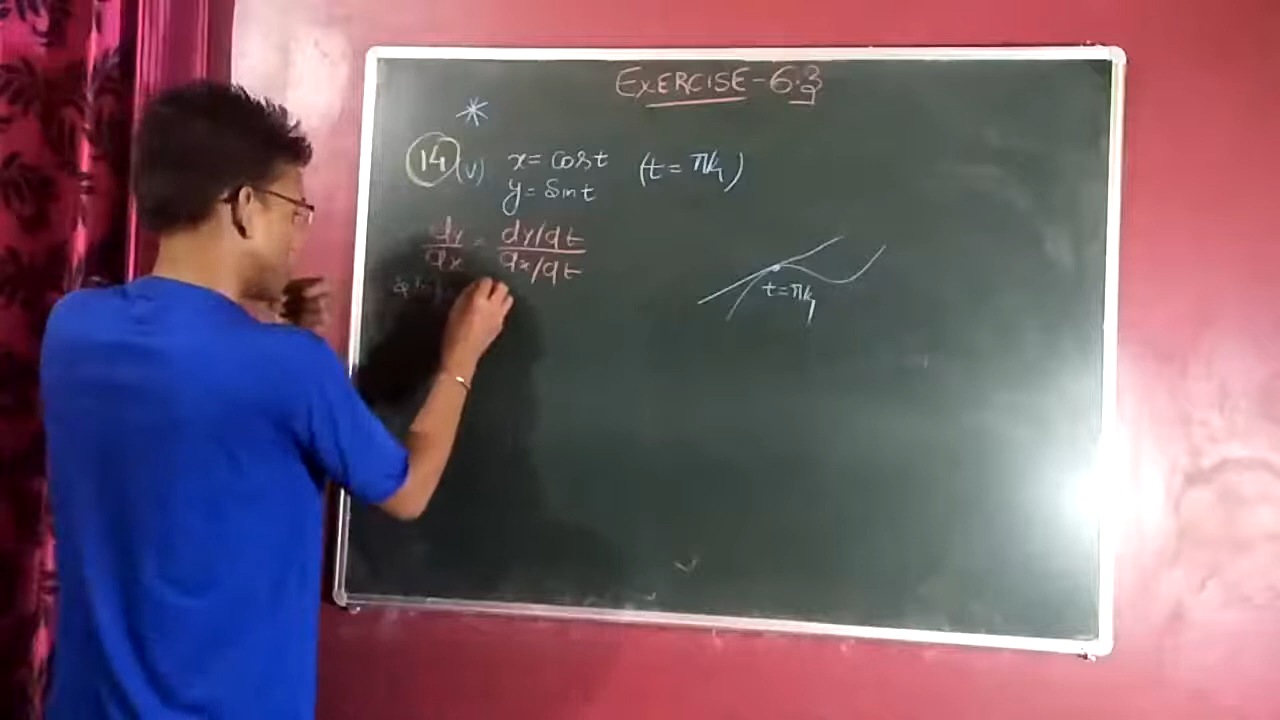 EXERCISE-6.3
* 
14 (v) x = cost (t = π/4)
y = sint
dy/dx = dy/dt / dx/dt
t = π/4